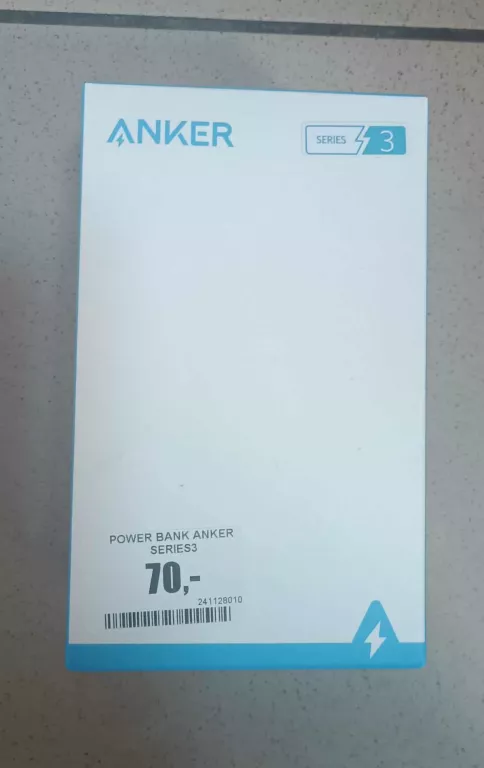 ANKER
SERIES 3
POWER BANK ANKER
SERIES3
70,-
241128010